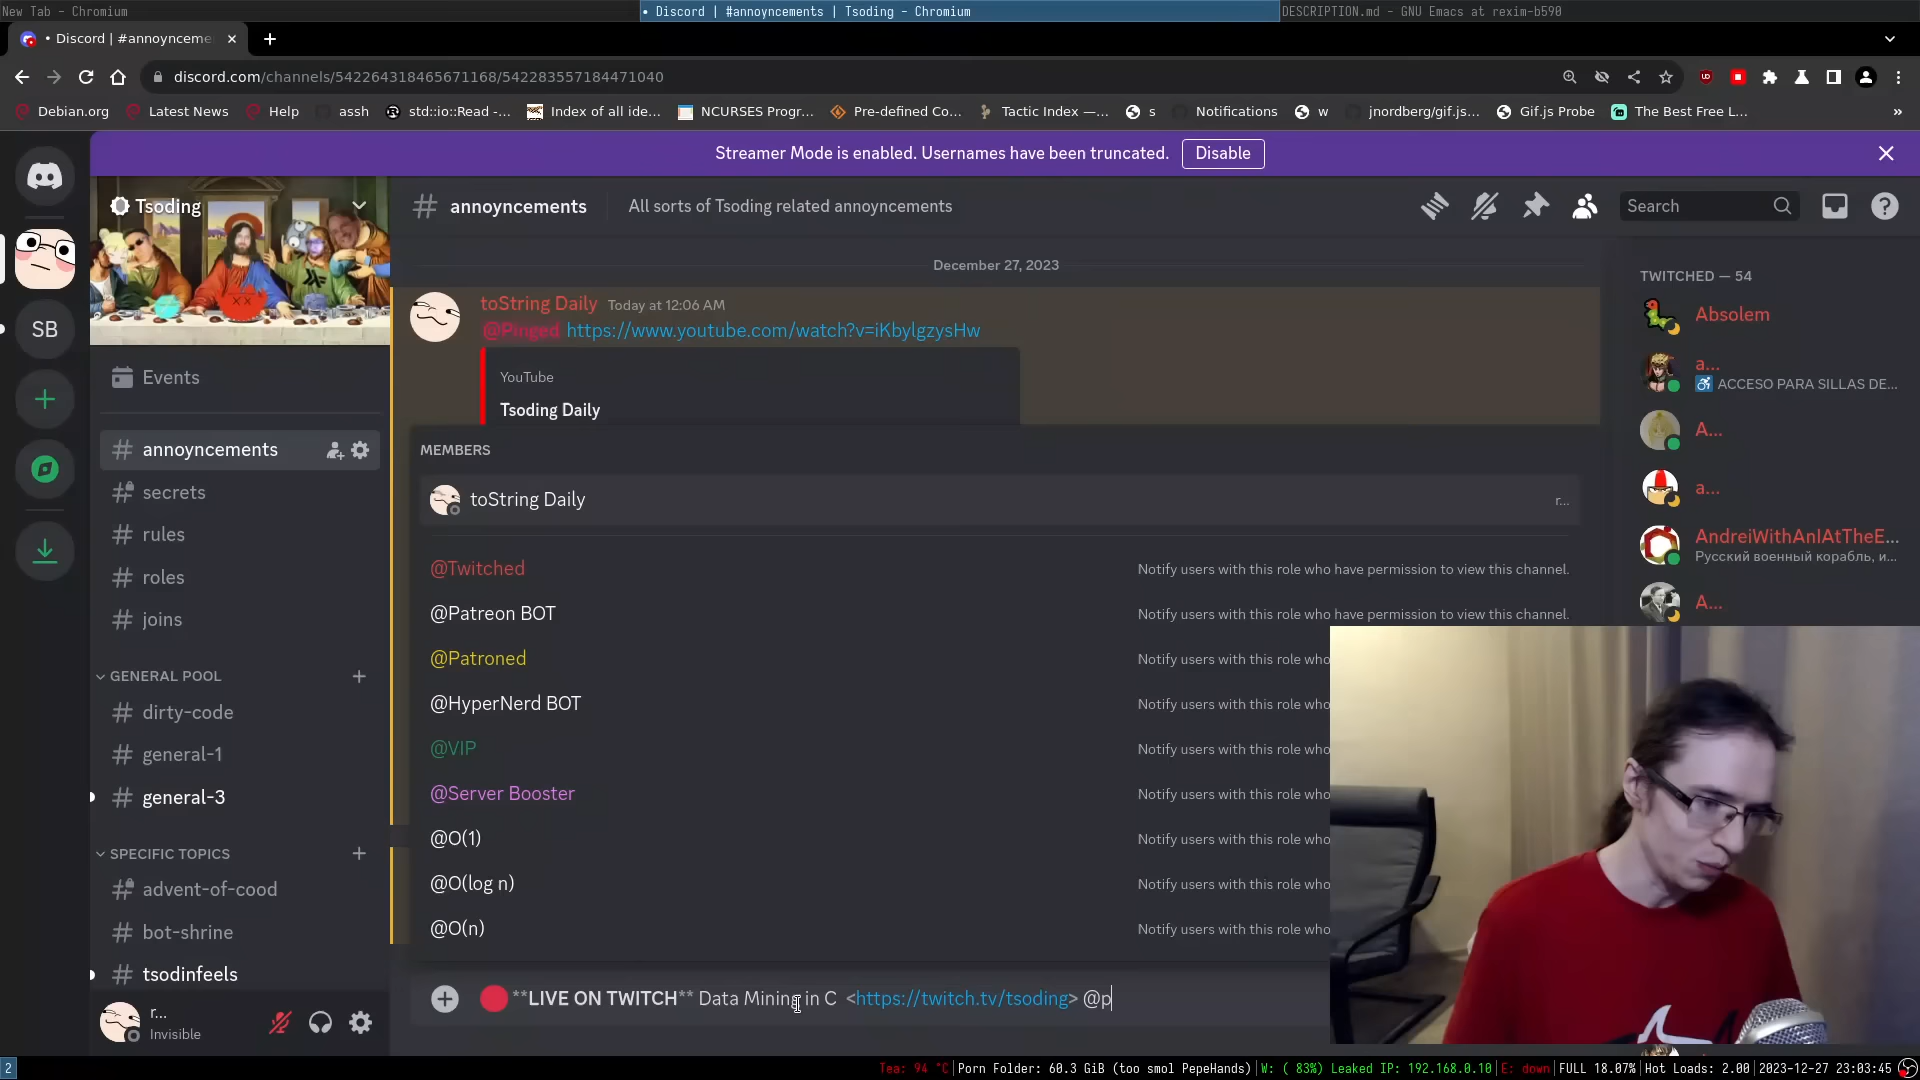 New Tab - Chromium
• Discord | #annoyncements | Tsoding - Chromium
DESCRIPTION.md - GNU Emacs at rexim-b590
• Discord | #annoynceme
discord.com/channels/542264318465671168/542283557184471040
Debian.org
Latest News
Help
assh
std::io::Read -...
Index of all ide...
NCURSES Progr...
Pre-defined Co...
Tactic Index —...
s
Notifications
w
jnordberg/gif.js...
Gif.js Probe
The Best Free L...
»
Streamer Mode is enabled. Usernames have been truncated.
Disable
Tsoding
annoyncements
All sorts of Tsoding related annoyncements
Search
December 27, 2023
TWITCHED — 54
toString Daily Today at 12:06 AM
@Pinged https://www.youtube.com/watch?v=iKbylgzysHw
YouTube
Tsoding Daily
Absolem
a...
ACCESO PARA SILLAS DE...
A...
a...
AndreiWithAnIAtTheE...
Русский военный корабль, и...
A...
SB
Events
annoyncements
secrets
rules
roles
joins
GENERAL POOL
dirty-code
general-1
general-3
SPECIFIC TOPICS
advent-of-cood
bot-shrine
tsodinfeels
r...
Invisible
MEMBERS
toString Daily
r...
@Twitched
Notify users with this role who have permission to view this channel.
@Patreon BOT
Notify users with this role who have permission to view this channel.
@Patroned
Notify users with this role who
@HyperNerd BOT
Notify users with this role who
@VIP
Notify users with this role who
@Server Booster
Notify users with this role who
@O(1)
Notify users with this role who
@O(log n)
Notify users with this role who
@O(n)
Notify users with this role who
**LIVE ON TWITCH** Data Mining in C <https://twitch.tv/tsoding> @p
2
Tea: 94 °C|Porn Folder: 60.3 GiB (too smol PepeHands)|W: ( 83%) Leaked IP: 192.168.0.10|E: down|FULL 18.07%|Hot Loads: 2.00|2023-12-27 23:03:45